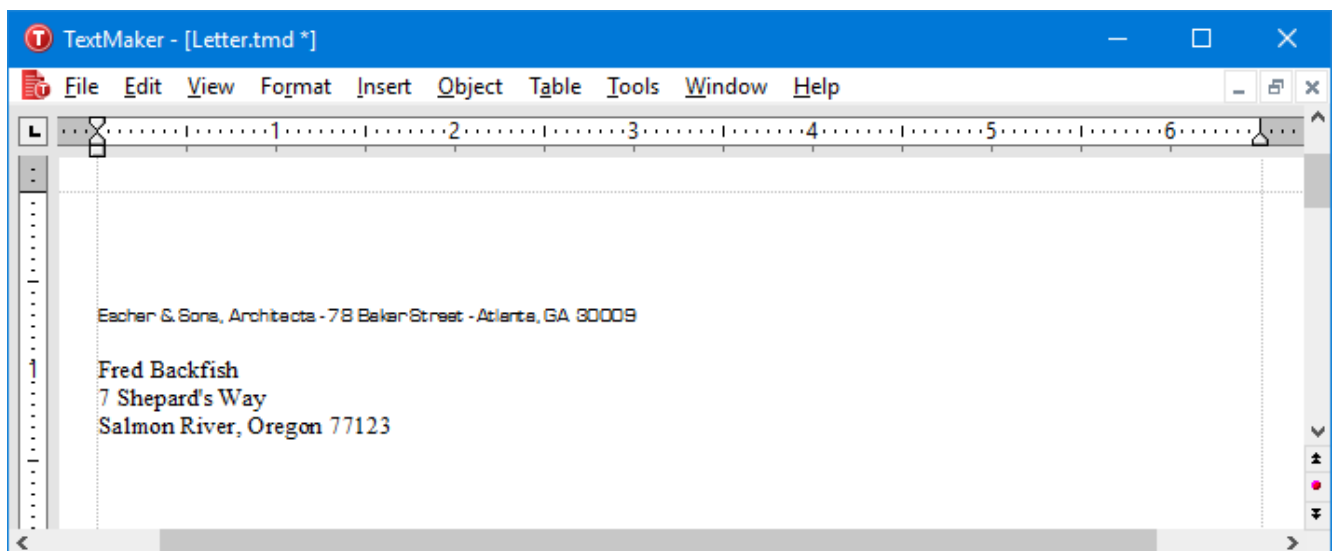 TextMaker - [Letter.tmd *]
File Edit View Format Insert Object Table Tools Window Help
1 2 3 4 5 6
Escher & Sons, Architects - 78 Baker Street - Atlanta, GA 30009
1
Fred Backfish
7 Shepard's Way
Salmon River, Oregon 77123